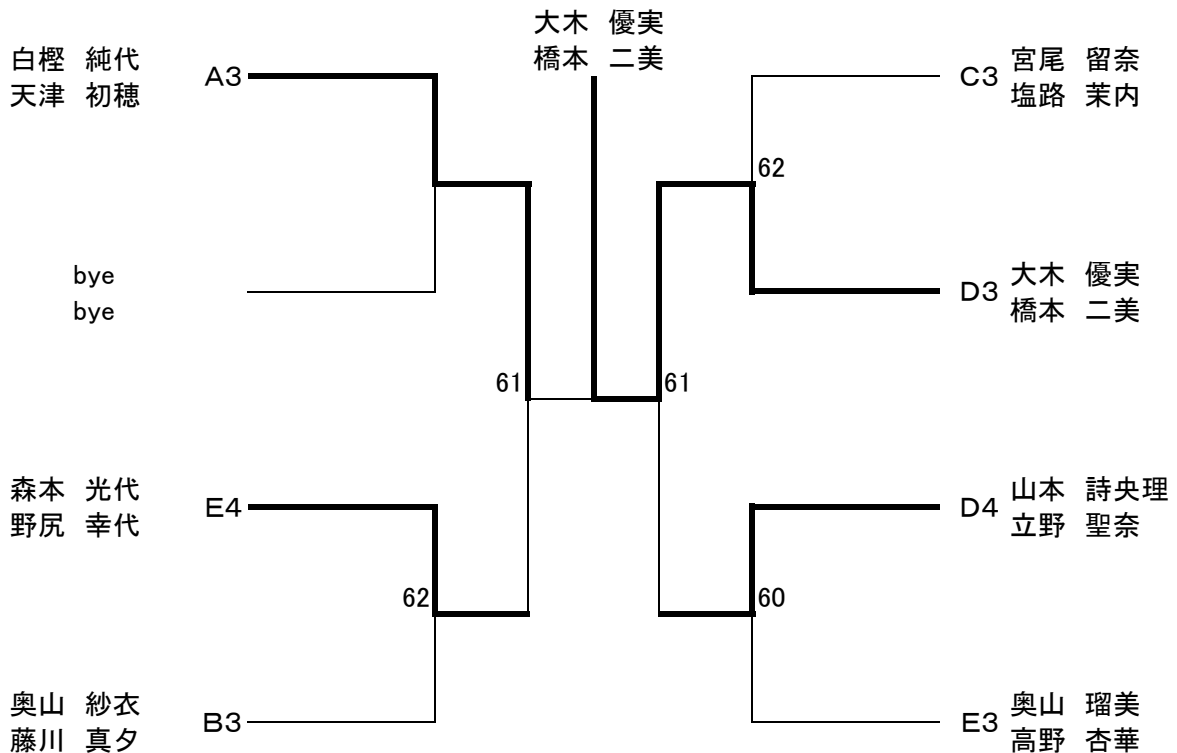 大木 優実
橋本 二美
白樫 純代
天津 初穂
A3
bye
bye
森本 光代
野尻 幸代
E4
奥山 紗衣
藤川 真夕
B3
61
62
C3
宮尾 留奈
塩路 茉内
62
D3
大木 優実
橋本 二美
61
D4
山本 詩央理
立野 聖奈
60
E3
奥山 瑠美
高野 杏華